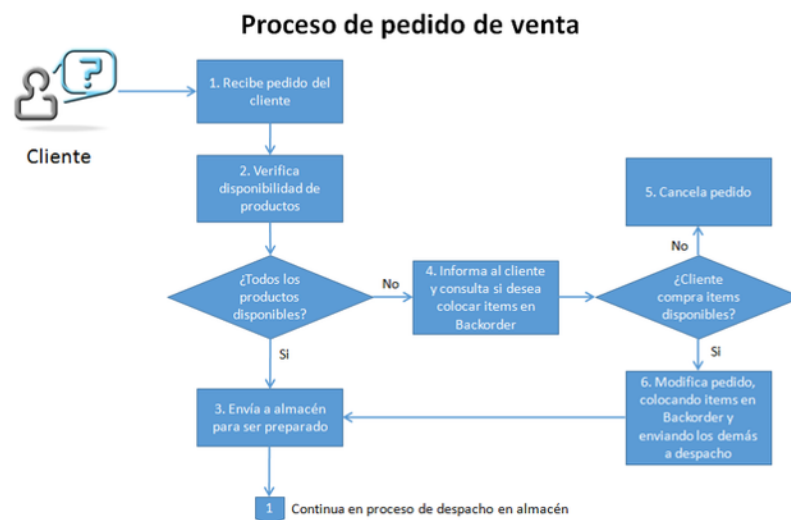 Proceso de pedido de venta
?
Cliente
1. Recibe pedido del
cliente
2. Verifica
disponibilidad de
productos
¿Todos los
productos
disponibles?
No
4. Informa al cliente
y consulta si desea
colocar items en
Backorder
¿Cliente
compra items
disponibles?
No
5. Cancela pedido
Si
6. Modifica pedido,
colocando items en
Backorder y
enviando los demás
a despacho
Si
3. Envía a almacén
para ser preparado
1
Continua en proceso de despacho en almacén